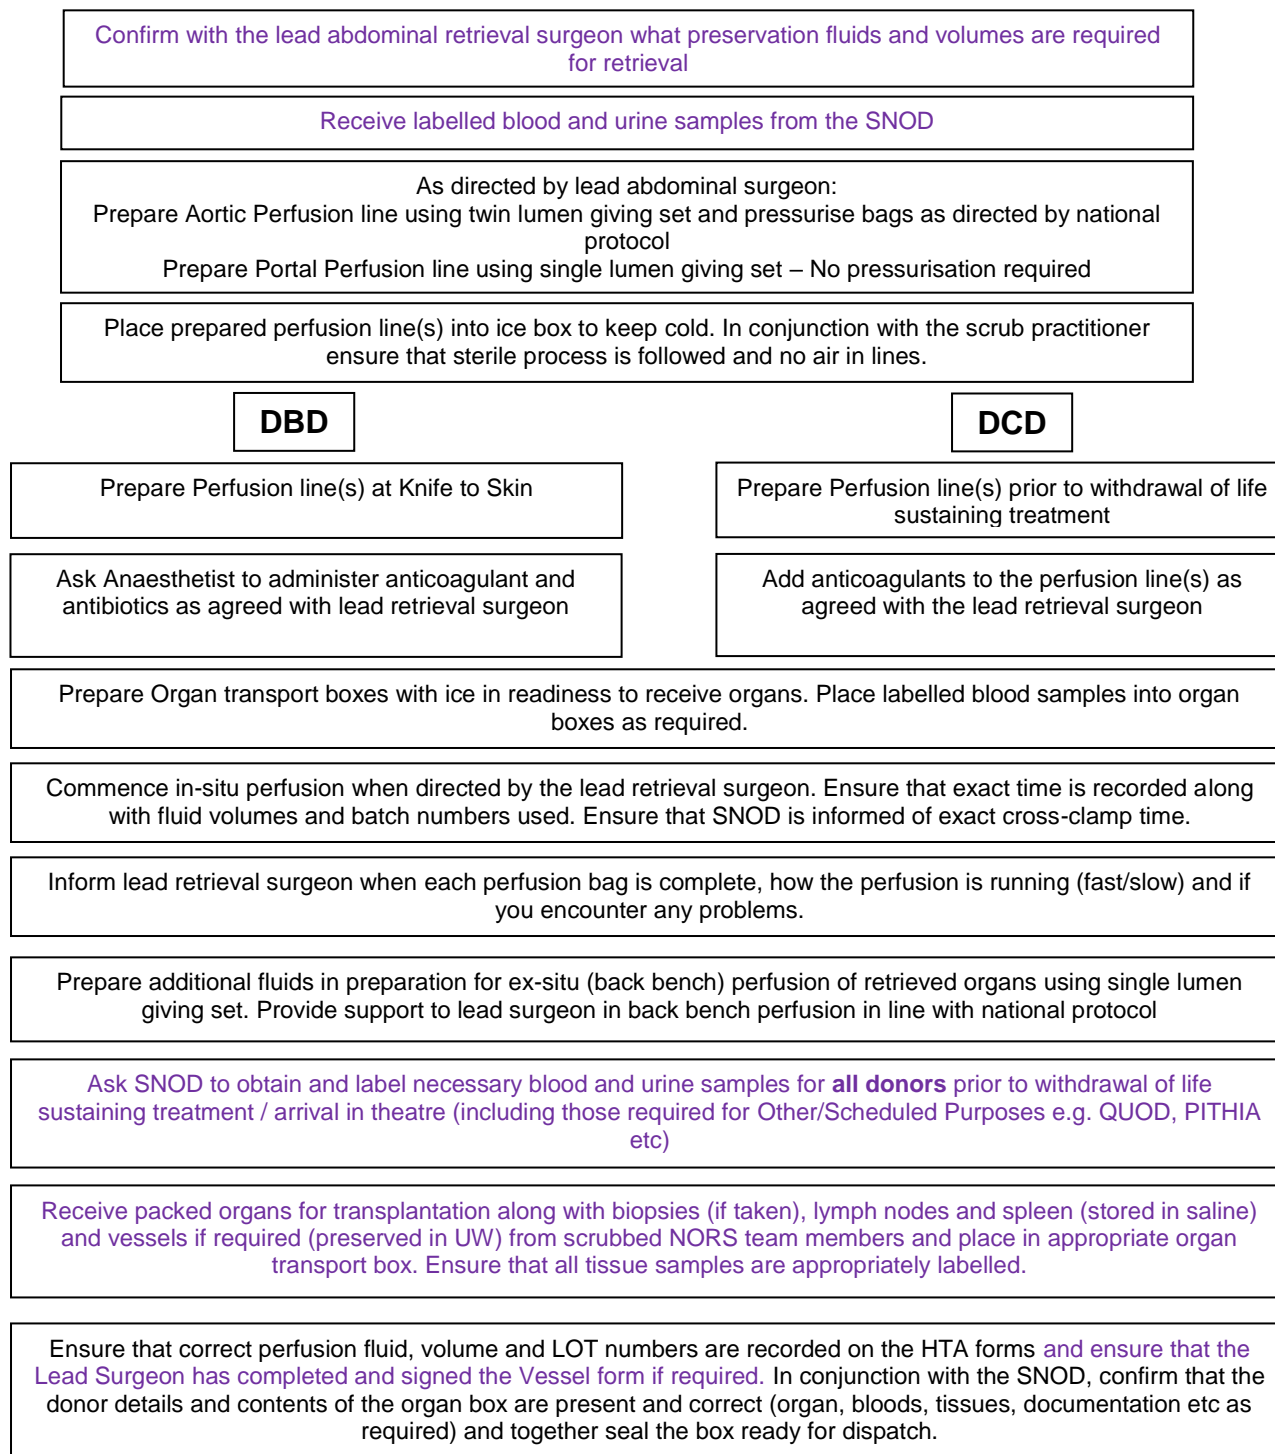 Confirm with the lead abdominal retrieval surgeon what preservation fluids and volumes are required
for retrieval
Receive labelled blood and urine samples from the SNOD
As directed by lead abdominal surgeon:
Prepare Aortic Perfusion line using twin lumen giving set and pressurise bags as directed by national
protocol
Prepare Portal Perfusion line using single lumen giving set – No pressurisation required
Place prepared perfusion line(s) into ice box to keep cold. In conjunction with the scrub practitioner
ensure that sterile process is followed and no air in lines.
DBD
DCD
Prepare Perfusion line(s) at Knife to Skin
Prepare Perfusion line(s) prior to withdrawal of life
sustaining treatment
Ask Anaesthetist to administer anticoagulant and
antibiotics as agreed with lead retrieval surgeon
Add anticoagulants to the perfusion line(s) as
agreed with the lead retrieval surgeon
Prepare Organ transport boxes with ice in readiness to receive organs. Place labelled blood samples into organ
boxes as required.
Commence in-situ perfusion when directed by the lead retrieval surgeon. Ensure that exact time is recorded along
with fluid volumes and batch numbers used. Ensure that SNOD is informed of exact cross-clamp time.
Inform lead retrieval surgeon when each perfusion bag is complete, how the perfusion is running (fast/slow) and if
you encounter any problems.
Prepare additional fluids in preparation for ex-situ (back bench) perfusion of retrieved organs using single lumen
giving set. Provide support to lead surgeon in back bench perfusion in line with national protocol
Ask SNOD to obtain and label necessary blood and urine samples for all donors prior to withdrawal of life
sustaining treatment / arrival in theatre (including those required for Other/Scheduled Purposes e.g. QUOD, PITHIA
etc)
Receive packed organs for transplantation along with biopsies (if taken), lymph nodes and spleen (stored in saline)
and vessels if required (preserved in UW) from scrubbed NORS team members and place in appropriate organ
transport box. Ensure that all tissue samples are appropriately labelled.
Ensure that correct perfusion fluid, volume and LOT numbers are recorded on the HTA forms and ensure that the
Lead Surgeon has completed and signed the Vessel form if required. In conjunction with the SNOD, confirm that the
donor details and contents of the organ box are present and correct (organ, bloods, tissues, documentation etc as
required) and together seal the box ready for dispatch.